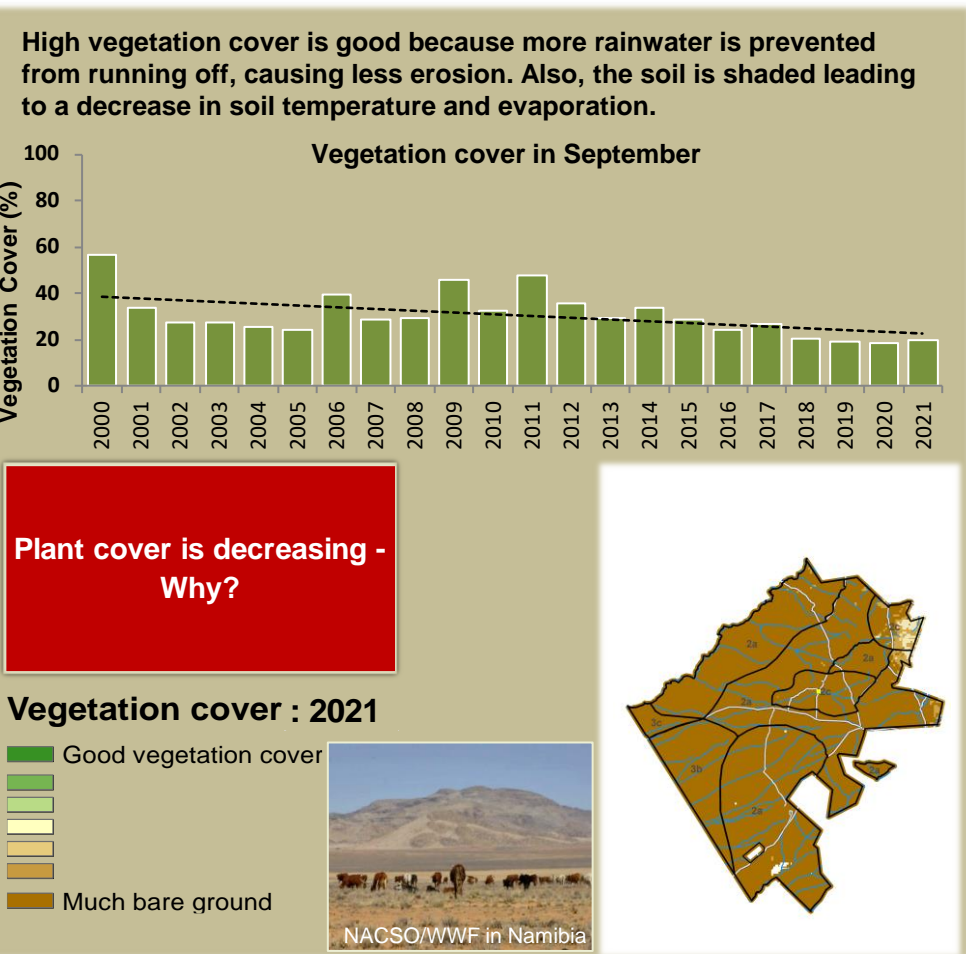 High vegetation cover is good because more rainwater is prevented
from running off, causing less erosion. Also, the soil is shaded leading
to a decrease in soil temperature and evaporation.
Vegetation cover in September
Vegetation Cover (%)
100
80
60
40
20
0
2000
2001
2002
2003
2004
2005
2006
2007
2008
2009
2010
2011
2012
2013
2014
2015
2016
2017
2018
2019
2020
2021
Plant cover is decreasing -
Why?
Vegetation cover : 2021
Good vegetation cover
Much bare ground
NACSO/WWF in Namibia
2c
2a
2a
2a
3b
2a
2a